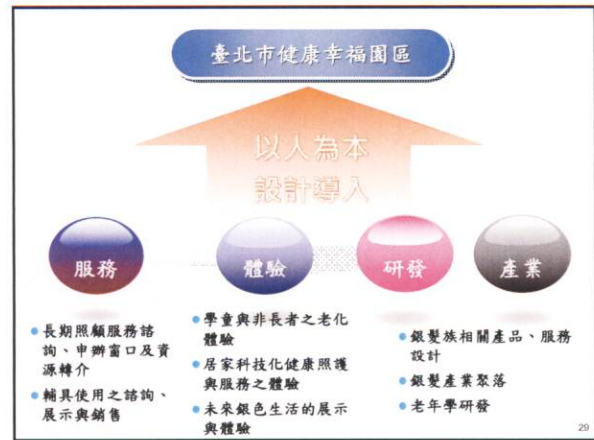 臺北市健康幸福園區
以人為本
設計導入
服務
體驗
研發
產業
長期照顧服務諮
詢、申辦窗口及資
源轉介
輔具使用之諮詢、
展示與銷售
學童與非長者之老化
體驗
居家科技化健康照護
與服務之體驗
未來銀色生活的展示
與體驗
銀髮族相關產品、服務
設計
銀髮產業聚落
老年學研發
29